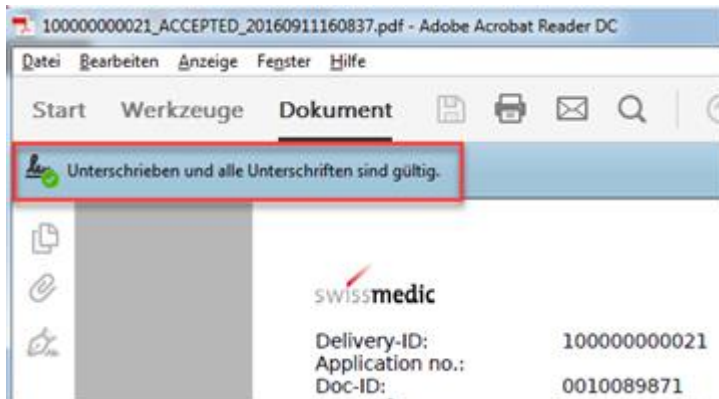 100000000021_ACCEPTED_20160911160837.pdf - Adobe Acrobat Reader DC
Datei Bearbeiten Anzeige Fenster Hilfe
Start Werkzeuge Dokument
Unterschrieben und alle Unterschriften sind gültig.
swissmedic
Delivery-ID: 100000000021
Application no.:
Doc-ID: 0010089871